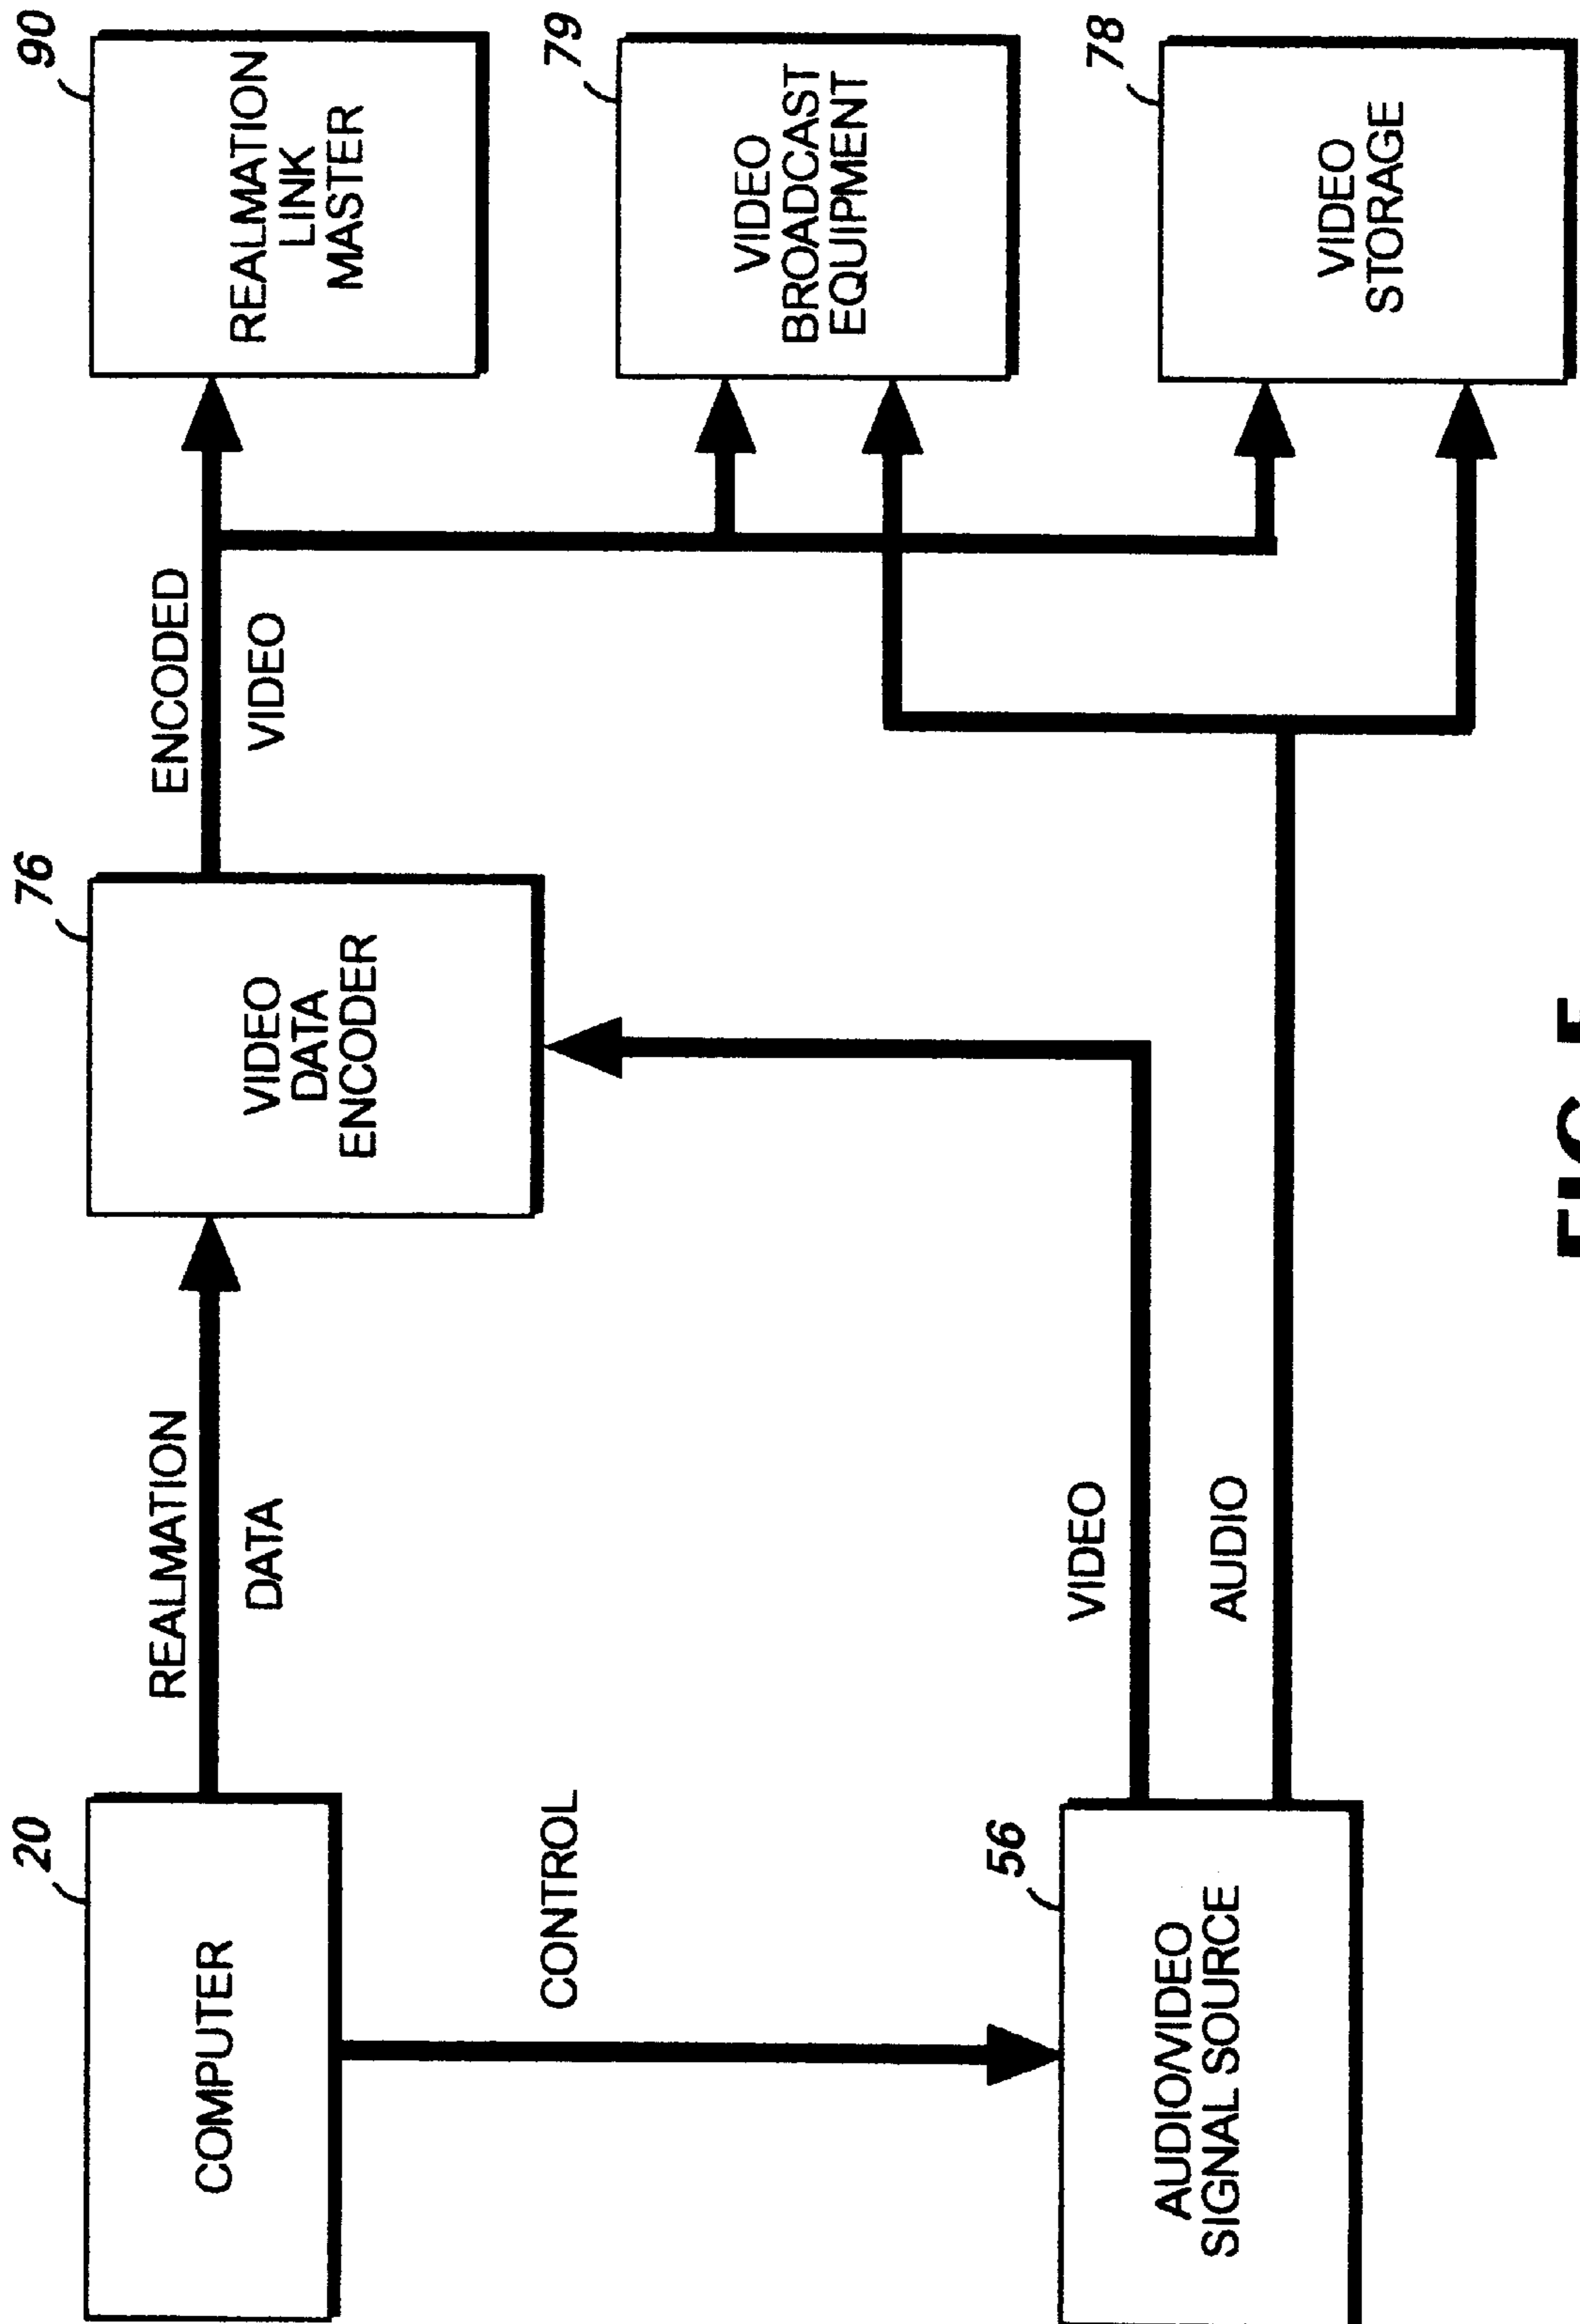 20
COMPUTER
REALMATION
DATA
76
VIDEO
DATA
ENCODER
ENCODED
VIDEO
90
REALMATION
LINK
MASTER
CONTROL
79
VIDEO
BROADCAST
EQUIPMENT
56
AUDIO/VIDEO
SIGNAL SOURCE
VIDEO
AUDIO
78
VIDEO
STORAGE